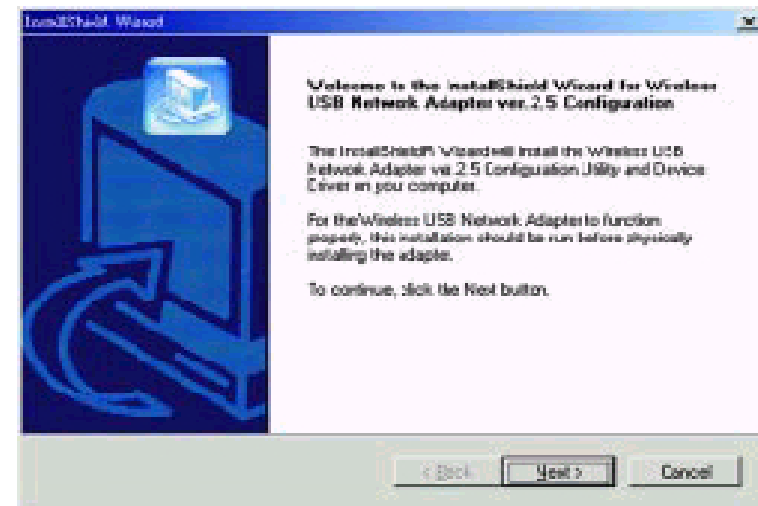 InstallShield Wizard
Welcome to the InstallShield Wizard for Wireless
USB Network Adapter ver.2.5 Configuration
The InstallShield® Wizard will install the Wireless USB
Network Adapter ver 2.5 Configuration Utility and Device
Driver on you computer.
For the Wireless USB Network Adapter to function
properly, this installation should be run before physically
installing the adapter.
To continue, click the Next button.
< Back
Next >
Cancel